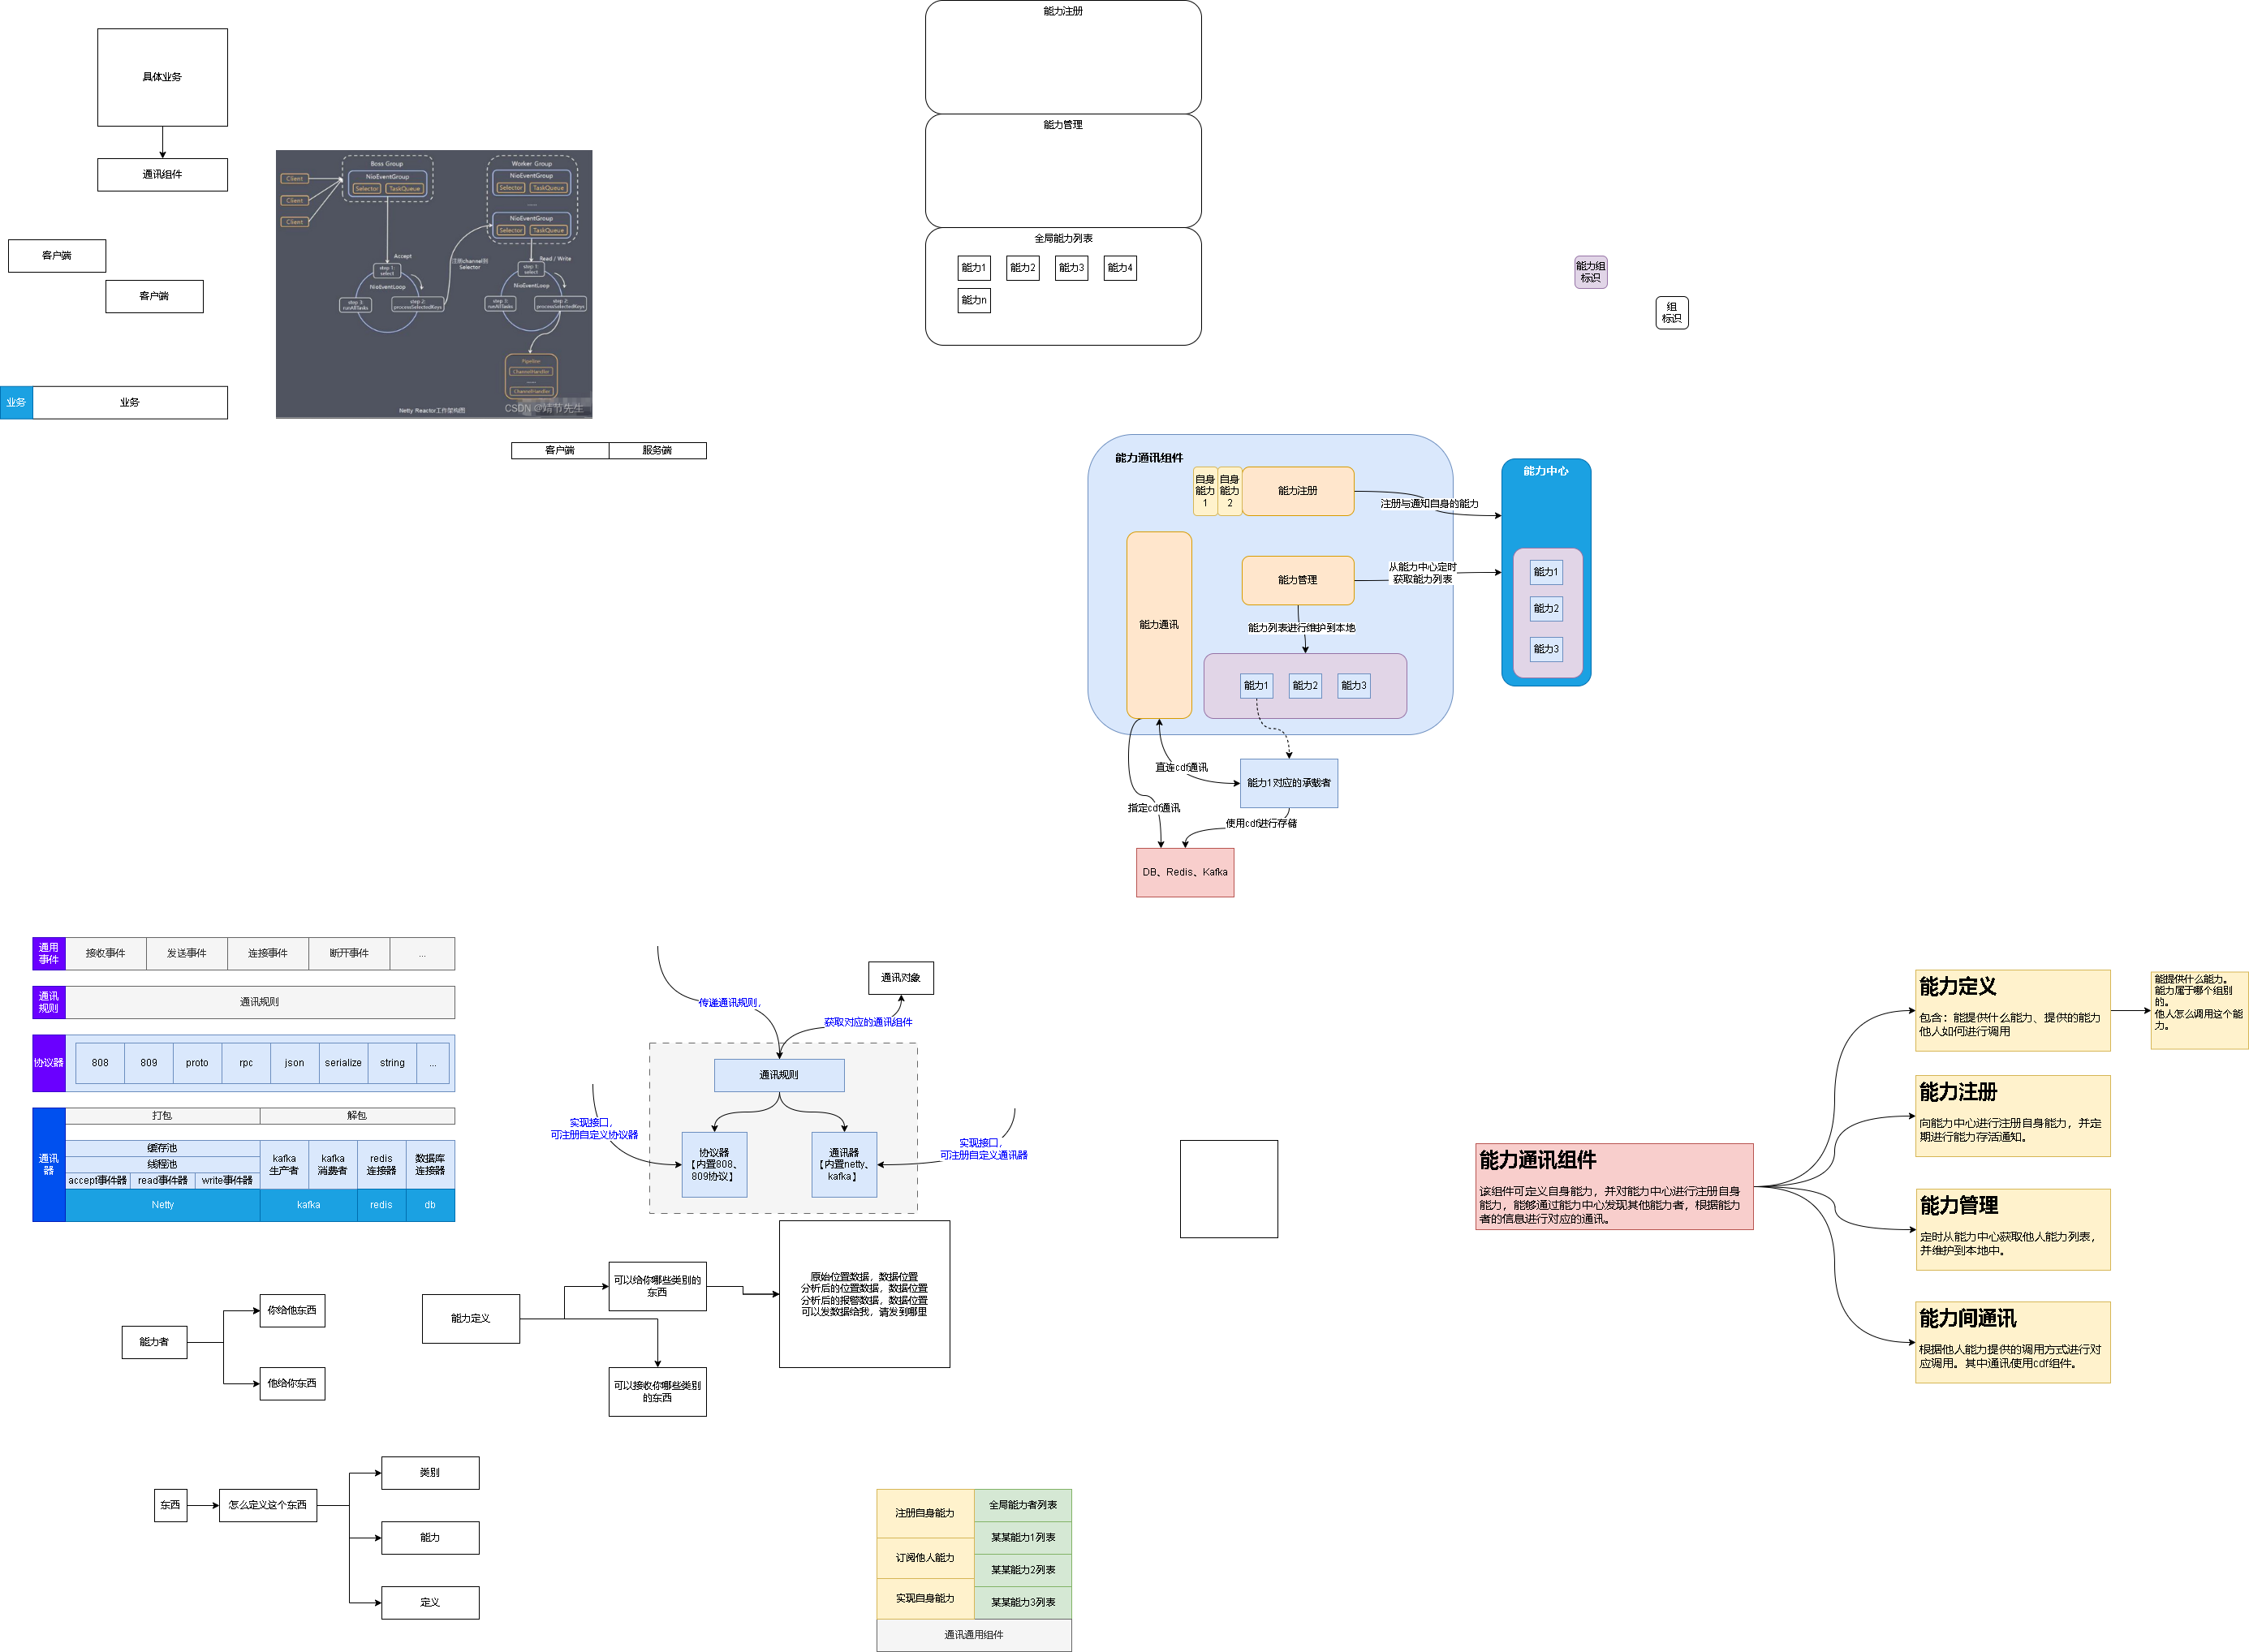 具体业务
通讯组件
客户端
客户端
业务
业务
Boss Group
NioEventGroup
Selector
TaskQueue
Client
Client
Client
Worker Group
NioEventGroup
Selector
TaskQueue
......
NioEventGroup
Selector
TaskQueue
Accept
注册channel到
Selector
Read / Write
step 1:
select
NioEventLoop
step 3:
runAllTasks
step 2:
processSelectedKeys
step 1:
select
NioEventLoop
step 3:
runAllTasks
step 2:
processSelectedKeys
Pipeline
ChannelHandler
......
ChannelHandler
Netty Reactor工作架构图
CSDN @靖节先生
客户端
服务端
能力注册
能力管理
全局能力列表
能力1
能力2
能力3
能力4
能力n
能力组
标识
组
标识
能力通讯组件
自身
能力
1
自身
能力
2
能力注册
注册与通知自身的能力
能力中心
能力通讯
能力管理
从能力中心定时
获取能力列表
能力1
能力2
能力3
能力列表进行维护到本地
能力1
能力2
能力3
直连cdf通讯
能力1对应的承载者
指定cdf通讯
使用cdf进行存储
DB、Redis、Kafka
通用
事件
接收事件
发送事件
连接事件
断开事件
...
通讯
规则
通讯规则
协议器
808
809
proto
rpc
json
serialize
string
...
通讯
器
打包
解包
缓存池
线程池
accept事件器
read事件器
write事件器
kafka
生产者
kafka
消费者
redis
连接器
数据库
连接器
Netty
kafka
redis
db
传递通讯规则，
通讯对象
获取对应的通讯组件
通讯规则
实现接口，
可注册自定义协议器
协议器
【内置808、
809协议】
通讯器
【内置netty、
kafka】
实现接口，
可注册自定义通讯器
能力者
你给他东西
他给你东西
能力定义
可以给你哪些类别的
东西
可以接收你哪些类别
的东西
原始位置数据，数据位置
分析后的位置数据，数据位置
分析后的报警数据，数据位置
可以发数据给我，请发到哪里
东西
怎么定义这个东西
类别
能力
定义
注册自身能力
订阅他人能力
实现自身能力
全局能力者列表
某某能力1列表
某某能力2列表
某某能力3列表
通讯通用组件
能力通讯组件
该组件可定义自身能力，并对能力中心进行注册自身
能力，能够通过能力中心发现其他能力者，根据能力
者的信息进行对应的通讯。
能力定义
包含：能提供什么能力、提供的能力
他人如何进行调用
能提供什么能力。
能力属于哪个组别
的。
他人怎么调用这个能
力。
能力注册
向能力中心进行注册自身能力，并定
期进行能力存活通知。
能力管理
定时从能力中心获取他人能力列表，
并维护到本地中。
能力间通讯
根据他人能力提供的调用方式进行对
应调用。其中通讯使用cdf组件。